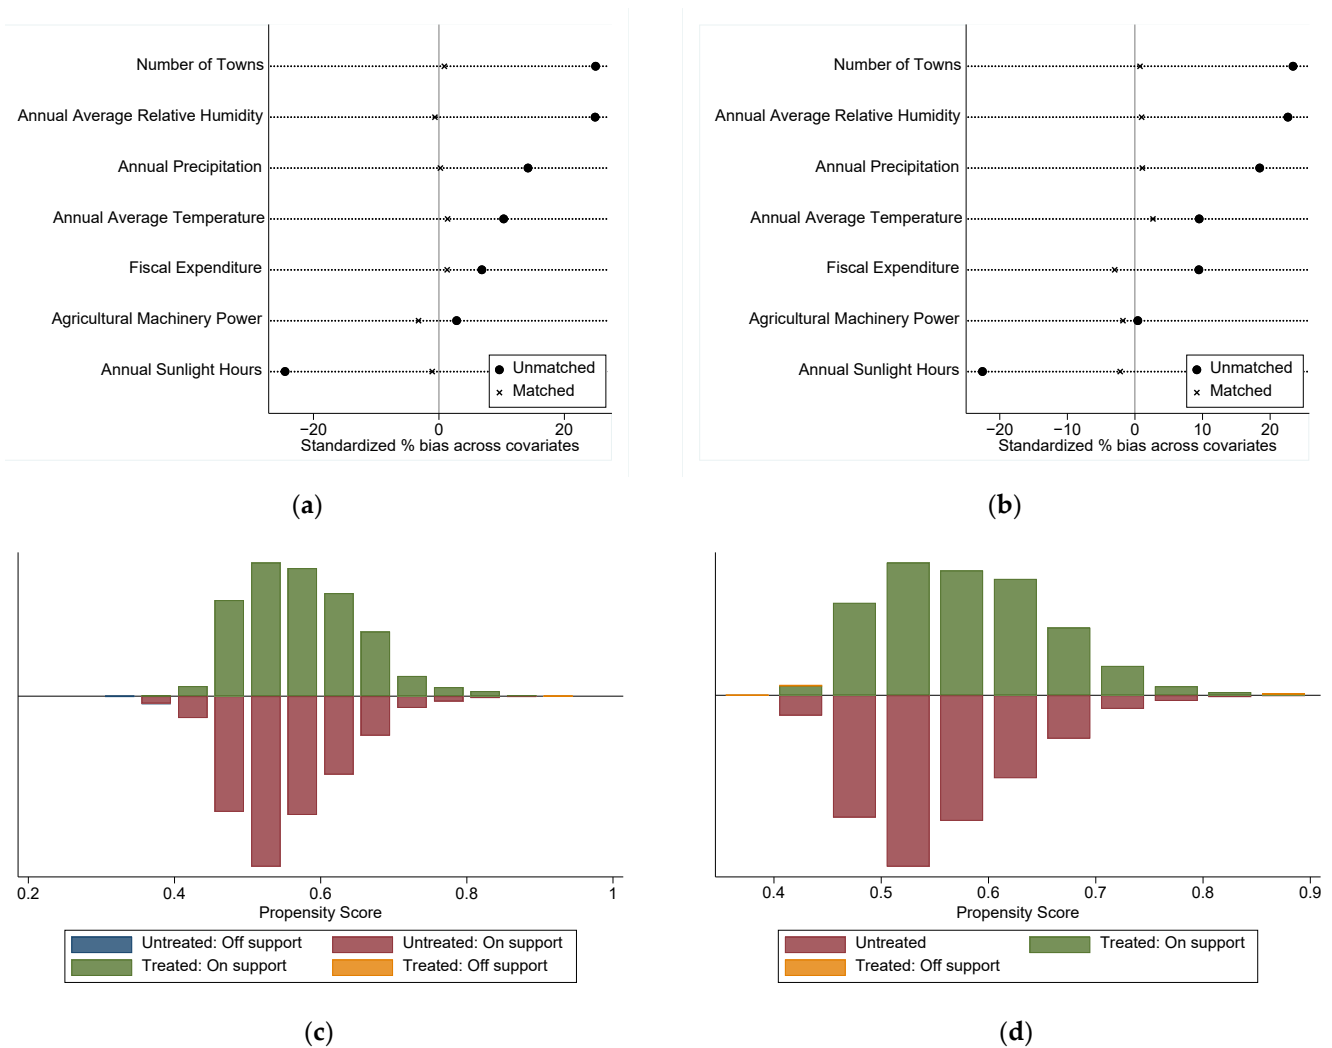 Number of Towns
Annual Average Relative Humidity
Annual Precipitation
Annual Average Temperature
Fiscal Expenditure
Agricultural Machinery Power
Annual Sunlight Hours
Unmatched
Matched
−20 0 20
Standardized % bias across covariates
(a)
Number of Towns
Annual Average Relative Humidity
Annual Precipitation
Annual Average Temperature
Fiscal Expenditure
Agricultural Machinery Power
Annual Sunlight Hours
Unmatched
Matched
−20 −10 0 10 20
Standardized % bias across covariates
(b)
0.2 0.4 0.6 0.8 1
Propensity Score
Untreated: Off support Untreated: On support
Treated: On support Treated: Off support
(c)
0.4 0.5 0.6 0.7 0.8 0.9
Propensity Score
Untreated Treated: On support
Treated: Off support
(d)